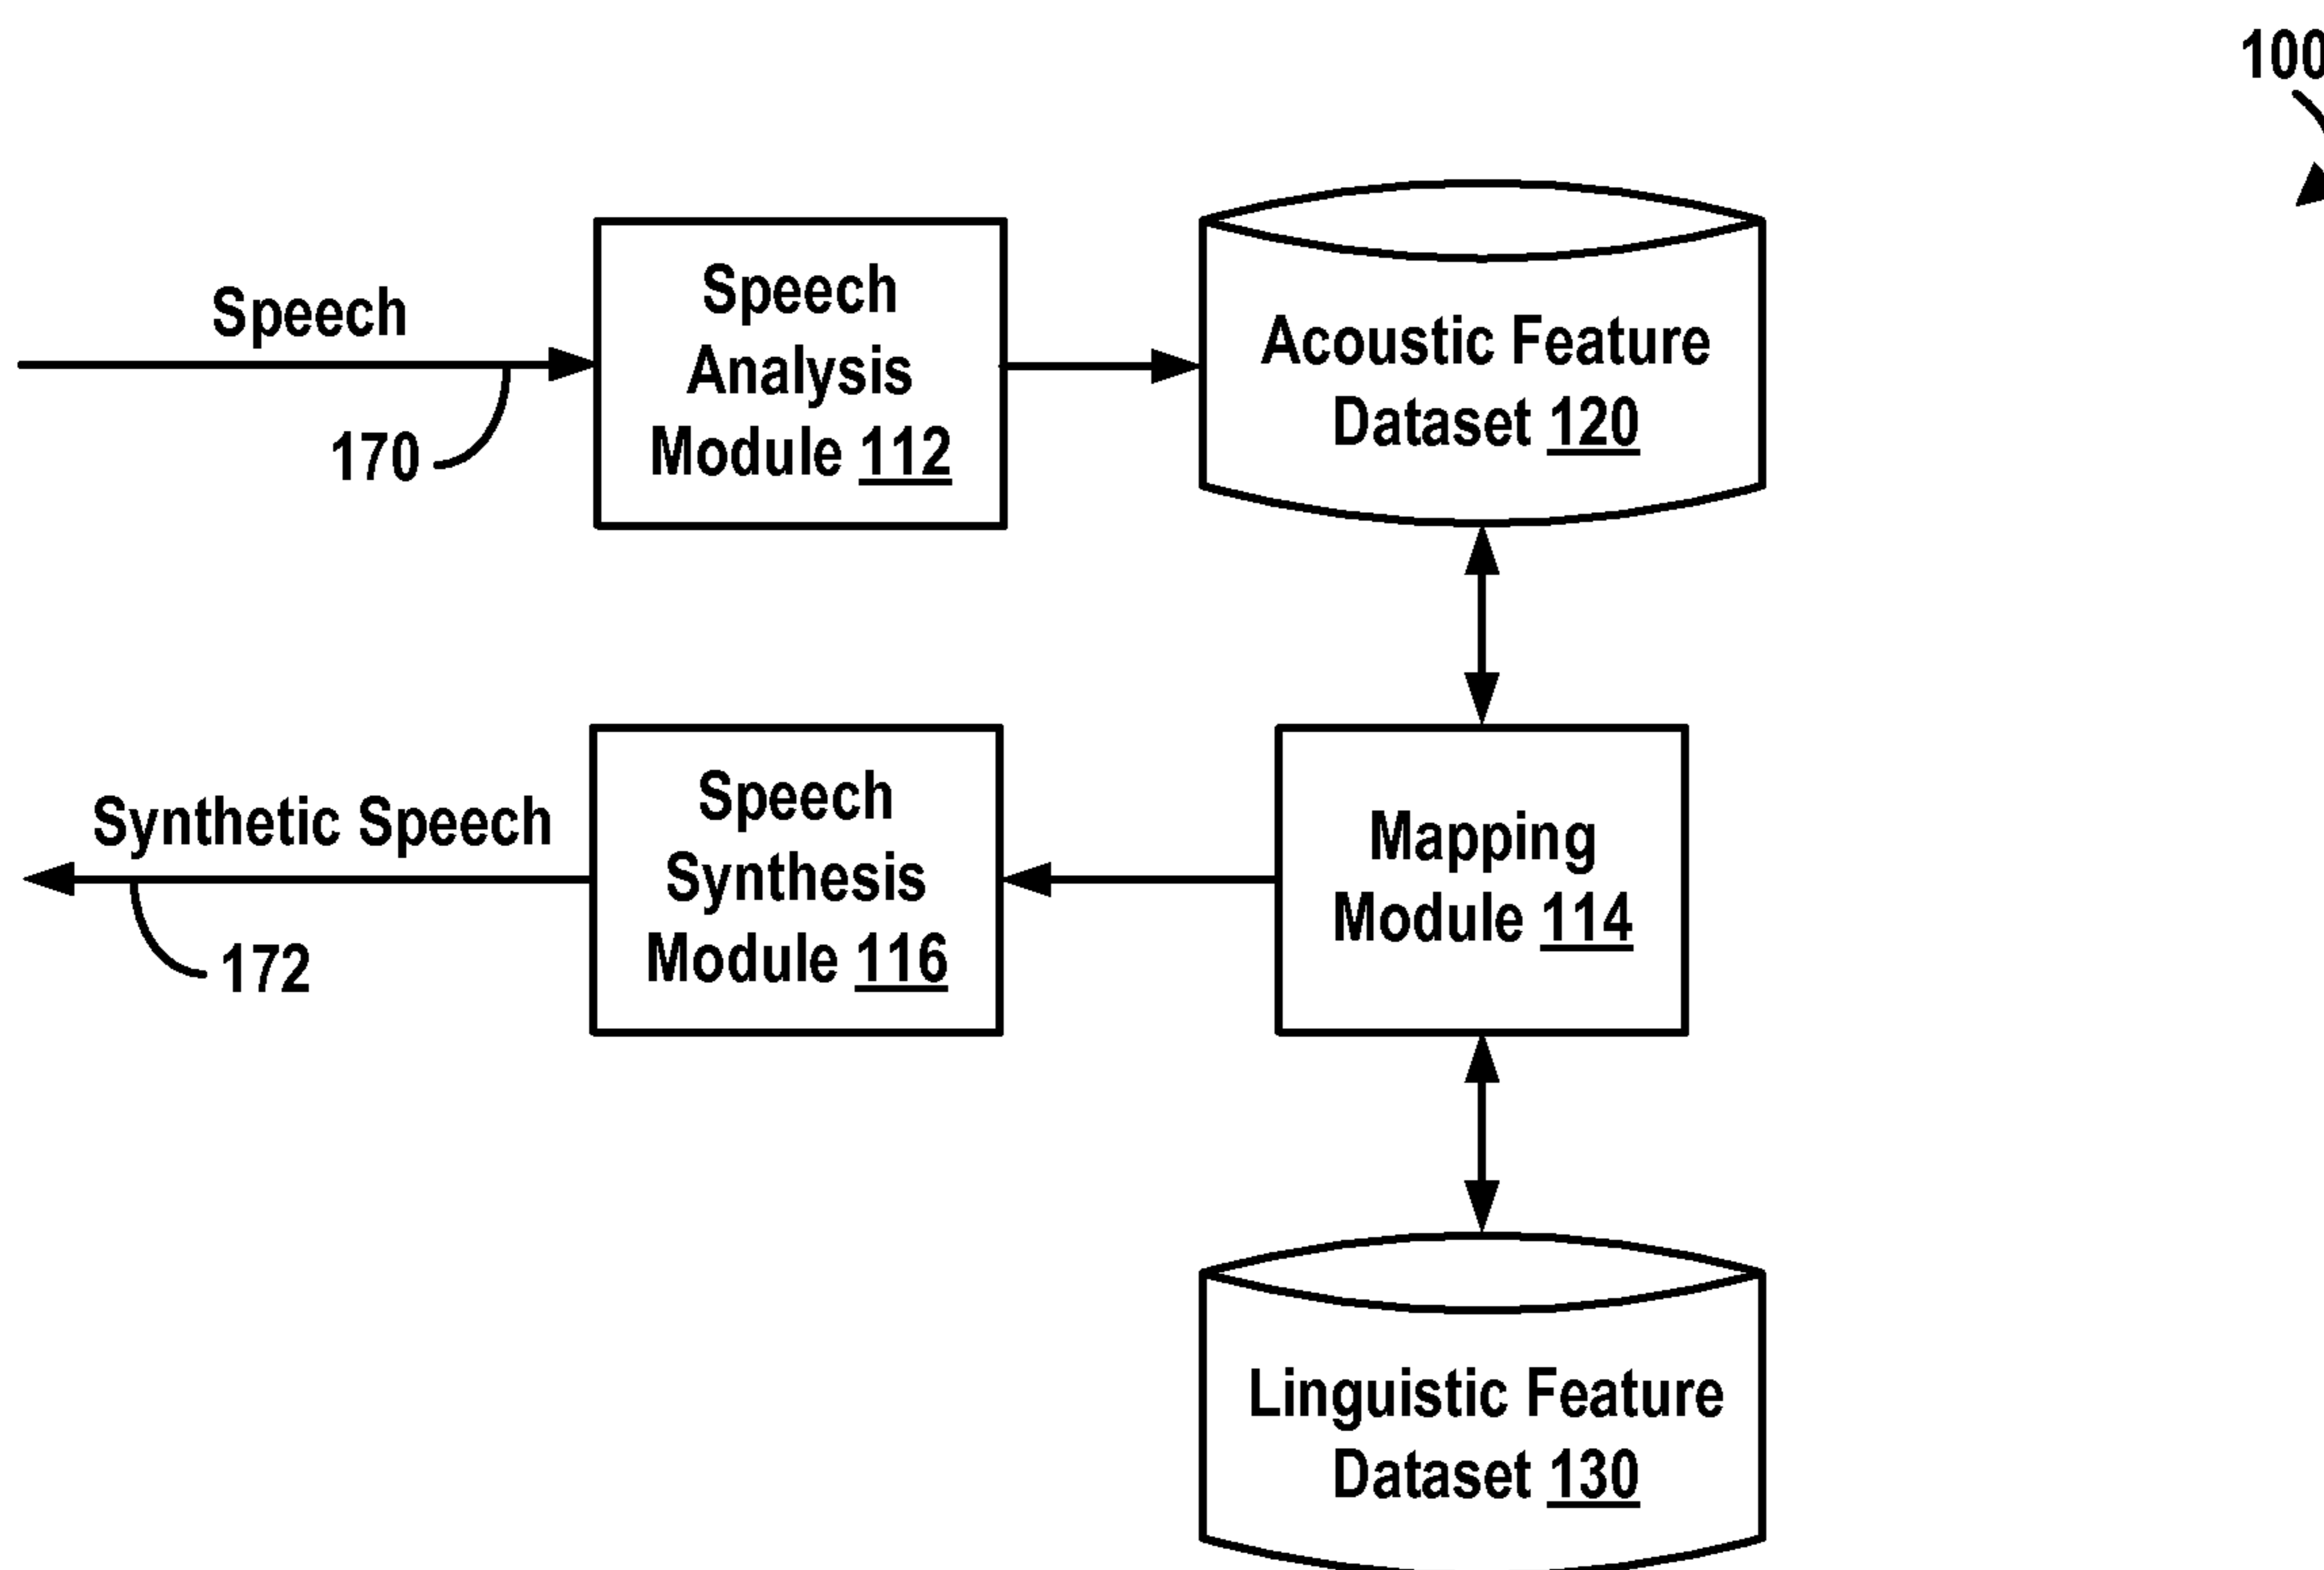 100
Speech
170
Speech
Analysis
Module 112
Acoustic Feature
Dataset 120
Synthetic Speech
172
Speech
Synthesis
Module 116
Mapping
Module 114
Linguistic Feature
Dataset 130